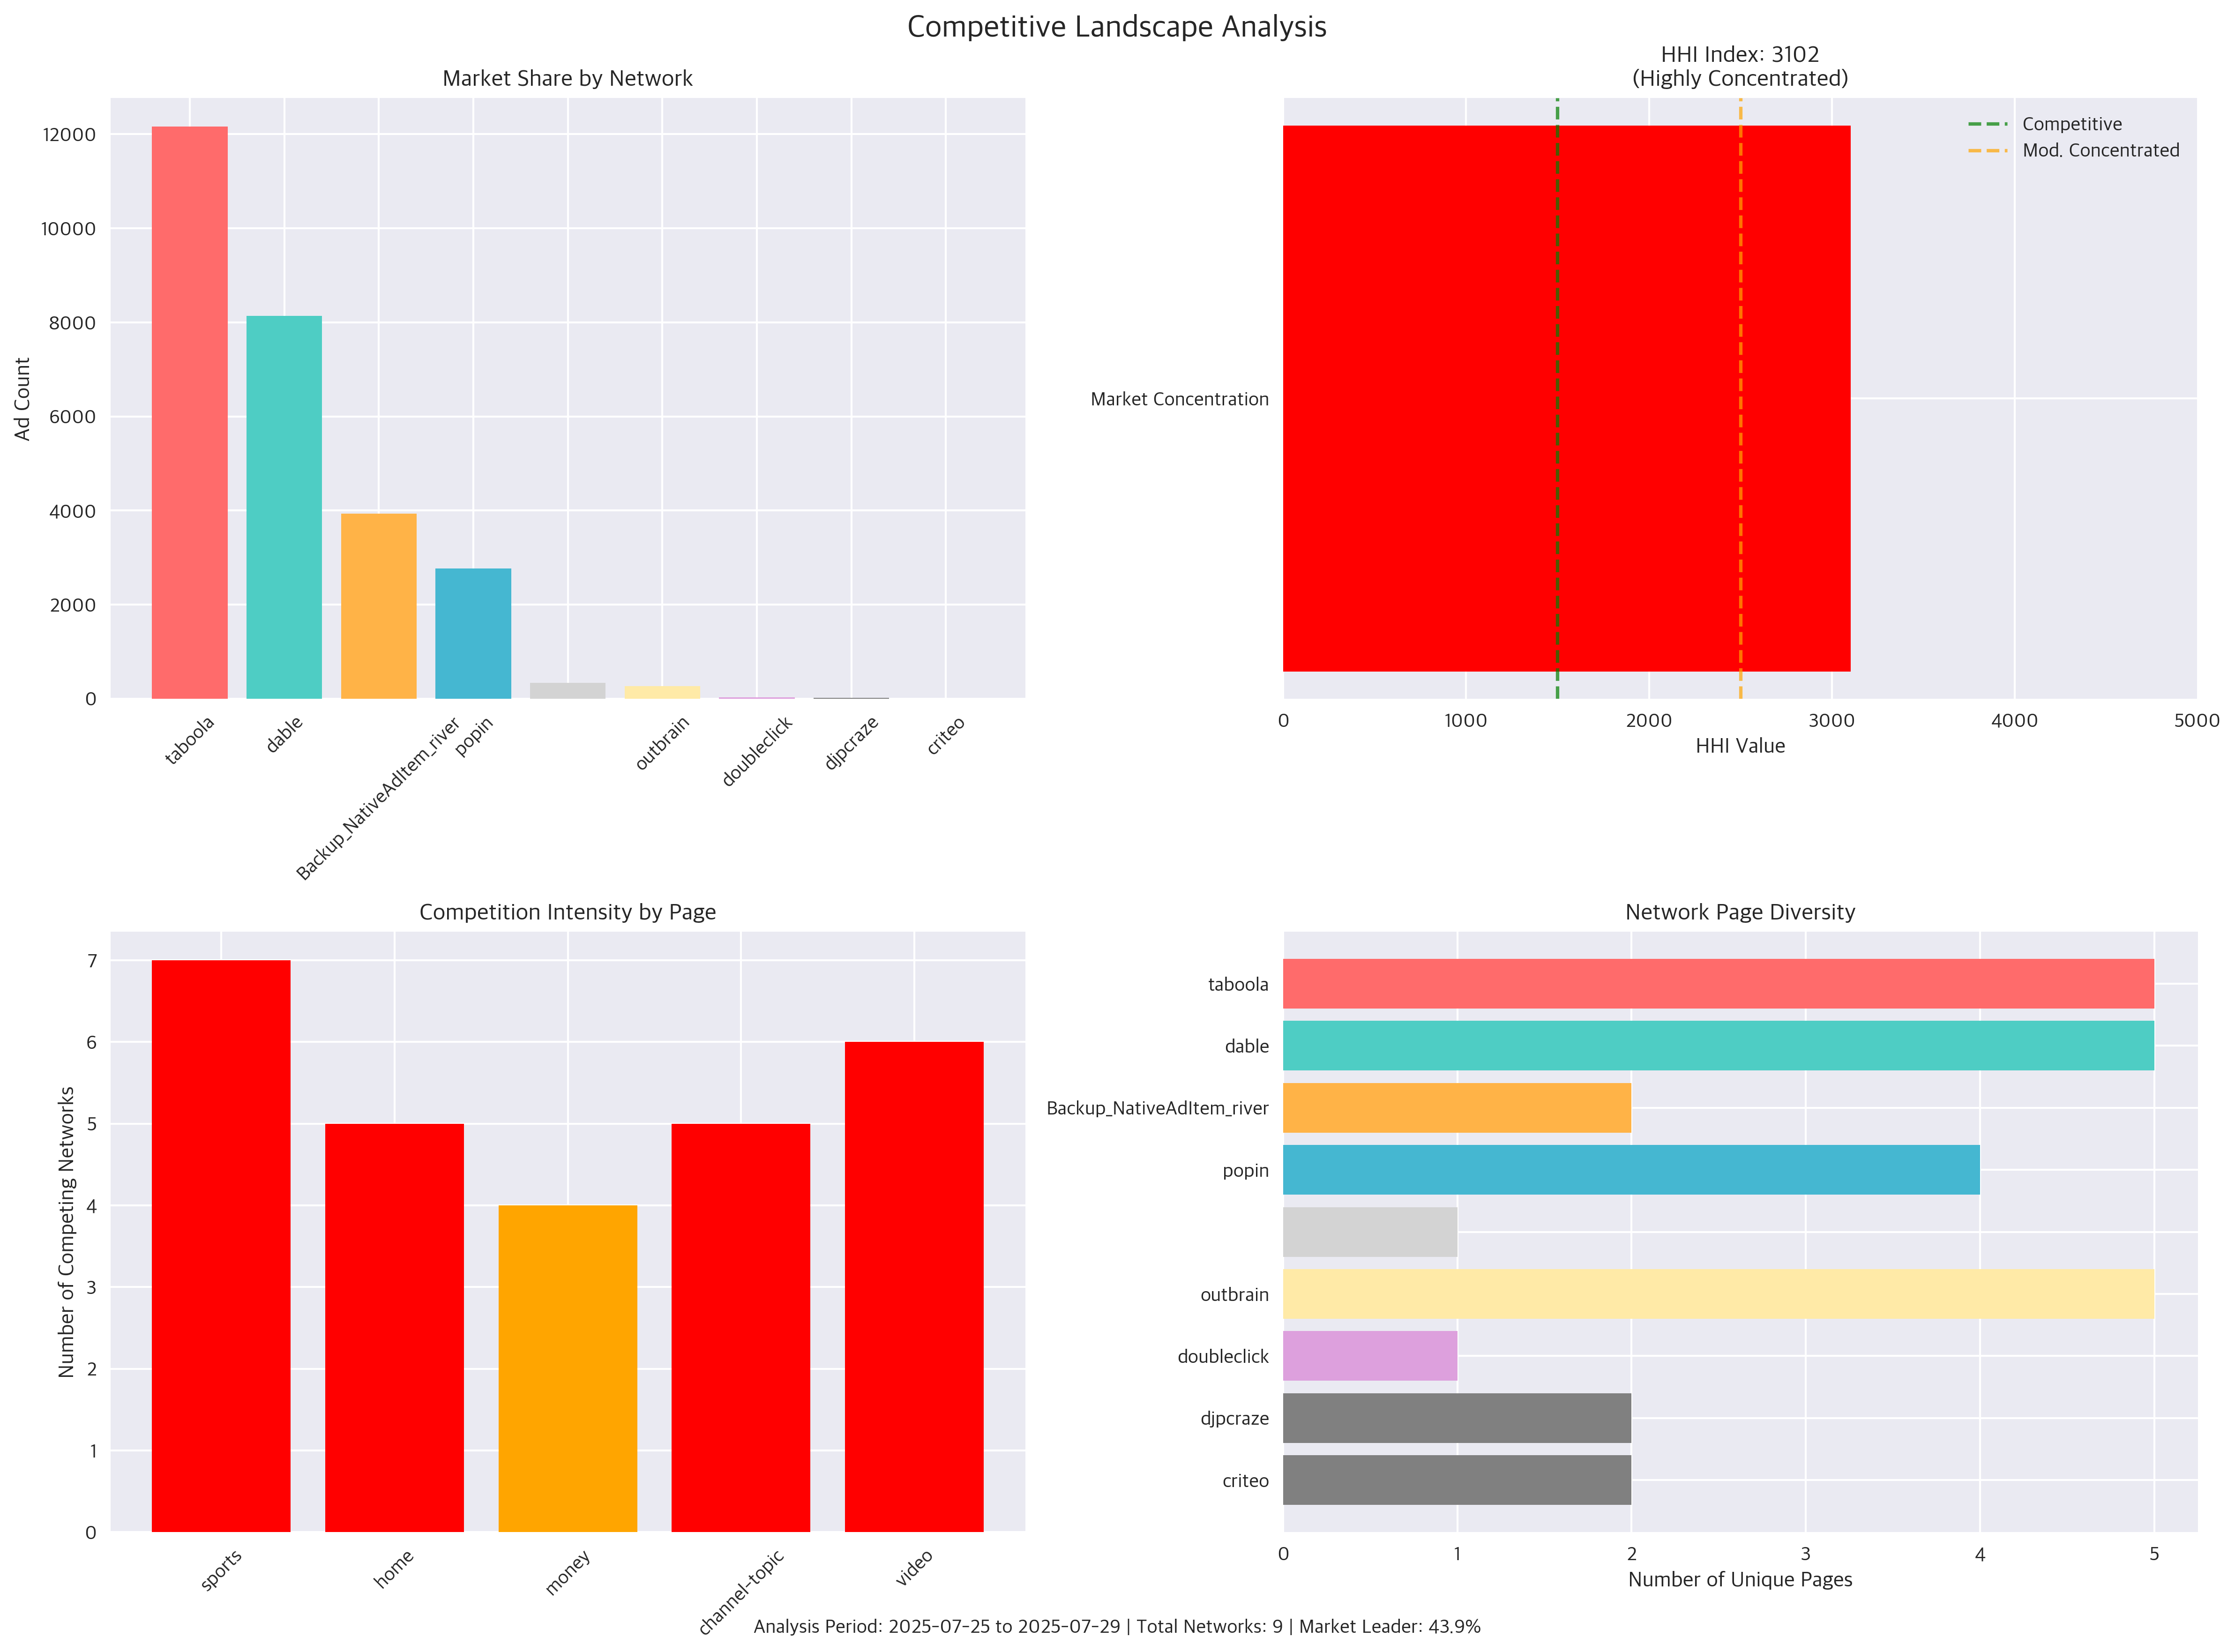 Competitive Landscape Analysis
Market Share by Network
Ad Count
12000
10000
8000
6000
4000
2000
0
taboola
dable
Backup_NativeAdItem_river
popin
outbrain
doubleclick
djpcraze
criteo
HHI Index: 3102
(Highly Concentrated)
Competitive
Mod. Concentrated
Market Concentration
0
1000
2000
3000
4000
5000
HHI Value
Competition Intensity by Page
Number of Competing Networks
7
6
5
4
3
2
1
0
sports
home
money
channel-topic
video
Network Page Diversity
taboola
dable
Backup_NativeAdItem_river
popin
outbrain
doubleclick
djpcraze
criteo
0
1
2
3
4
5
Number of Unique Pages
Analysis Period: 2025-07-25 to 2025-07-29 | Total Networks: 9 | Market Leader: 43.9%